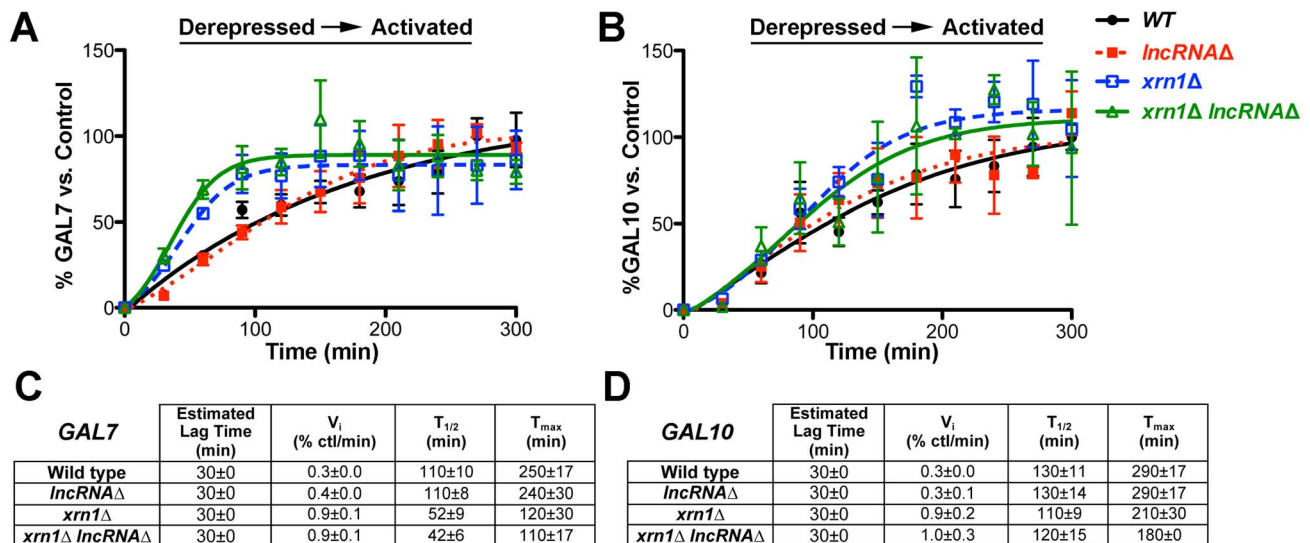 A
Derepressed → Activated
% GAL7 vs. Control
150
100
50
0
0 100 200 300
Time (min)
B
Derepressed → Activated
%GAL10 vs. Control
150
100
50
0
0 100 200 300
Time (min)
WT
lncRNAΔ
xrn1Δ
xrn1Δ lncRNAΔ
C
GAL7 Estimated Lag Time (min) Vi (% ctl/min) T1/2 (min) Tmax (min)
Wild type 30±0 0.3±0.0 110±10 250±17
lncRNAΔ 30±0 0.4±0.0 110±8 240±30
xrn1Δ 30±0 0.9±0.1 52±9 120±30
xrn1Δ lncRNAΔ 30±0 0.9±0.1 42±6 110±17
D
GAL10 Estimated Lag Time (min) Vi (% ctl/min) T1/2 (min) Tmax (min)
Wild type 30±0 0.3±0.0 130±11 290±17
lncRNAΔ 30±0 0.3±0.1 130±14 290±17
xrn1Δ 30±0 0.9±0.2 110±9 210±30
xrn1Δ lncRNAΔ 30±0 1.0±0.3 120±15 180±0